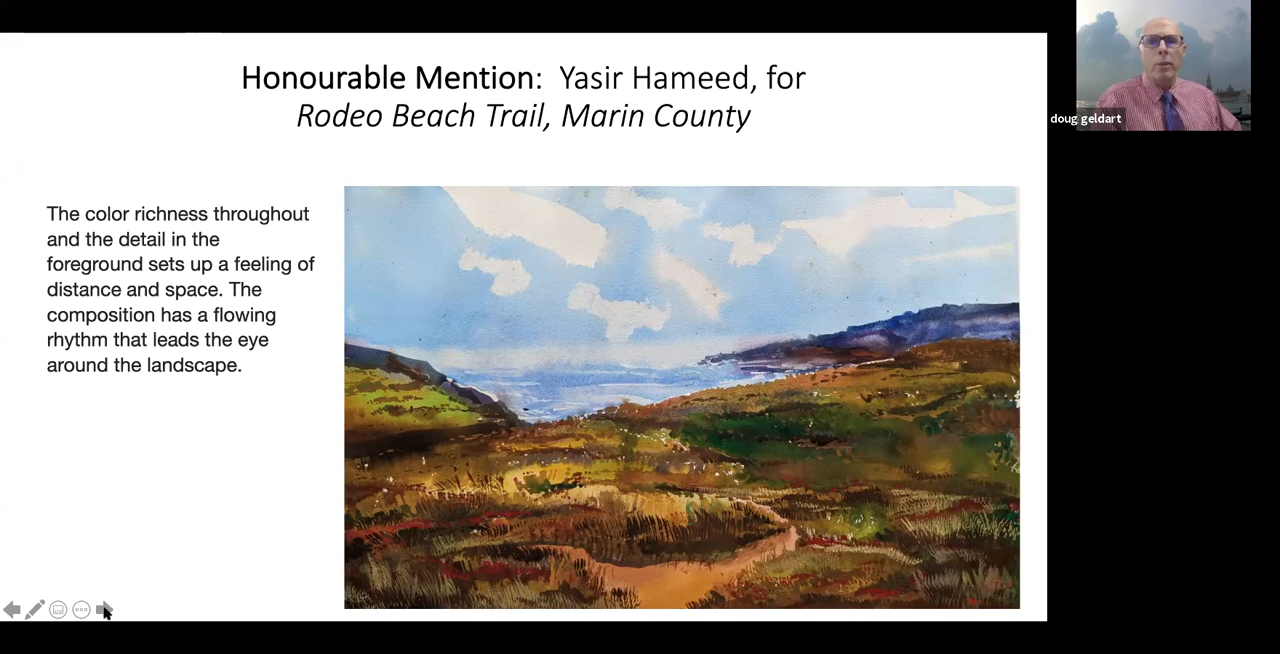 Honourable Mention:  Yasir Hameed, for
Rodeo Beach Trail, Marin County
The color richness throughout
and the detail in the
foreground sets up a feeling of
distance and space. The
composition has a flowing
rhythm that leads the eye
around the landscape.
doug geldart